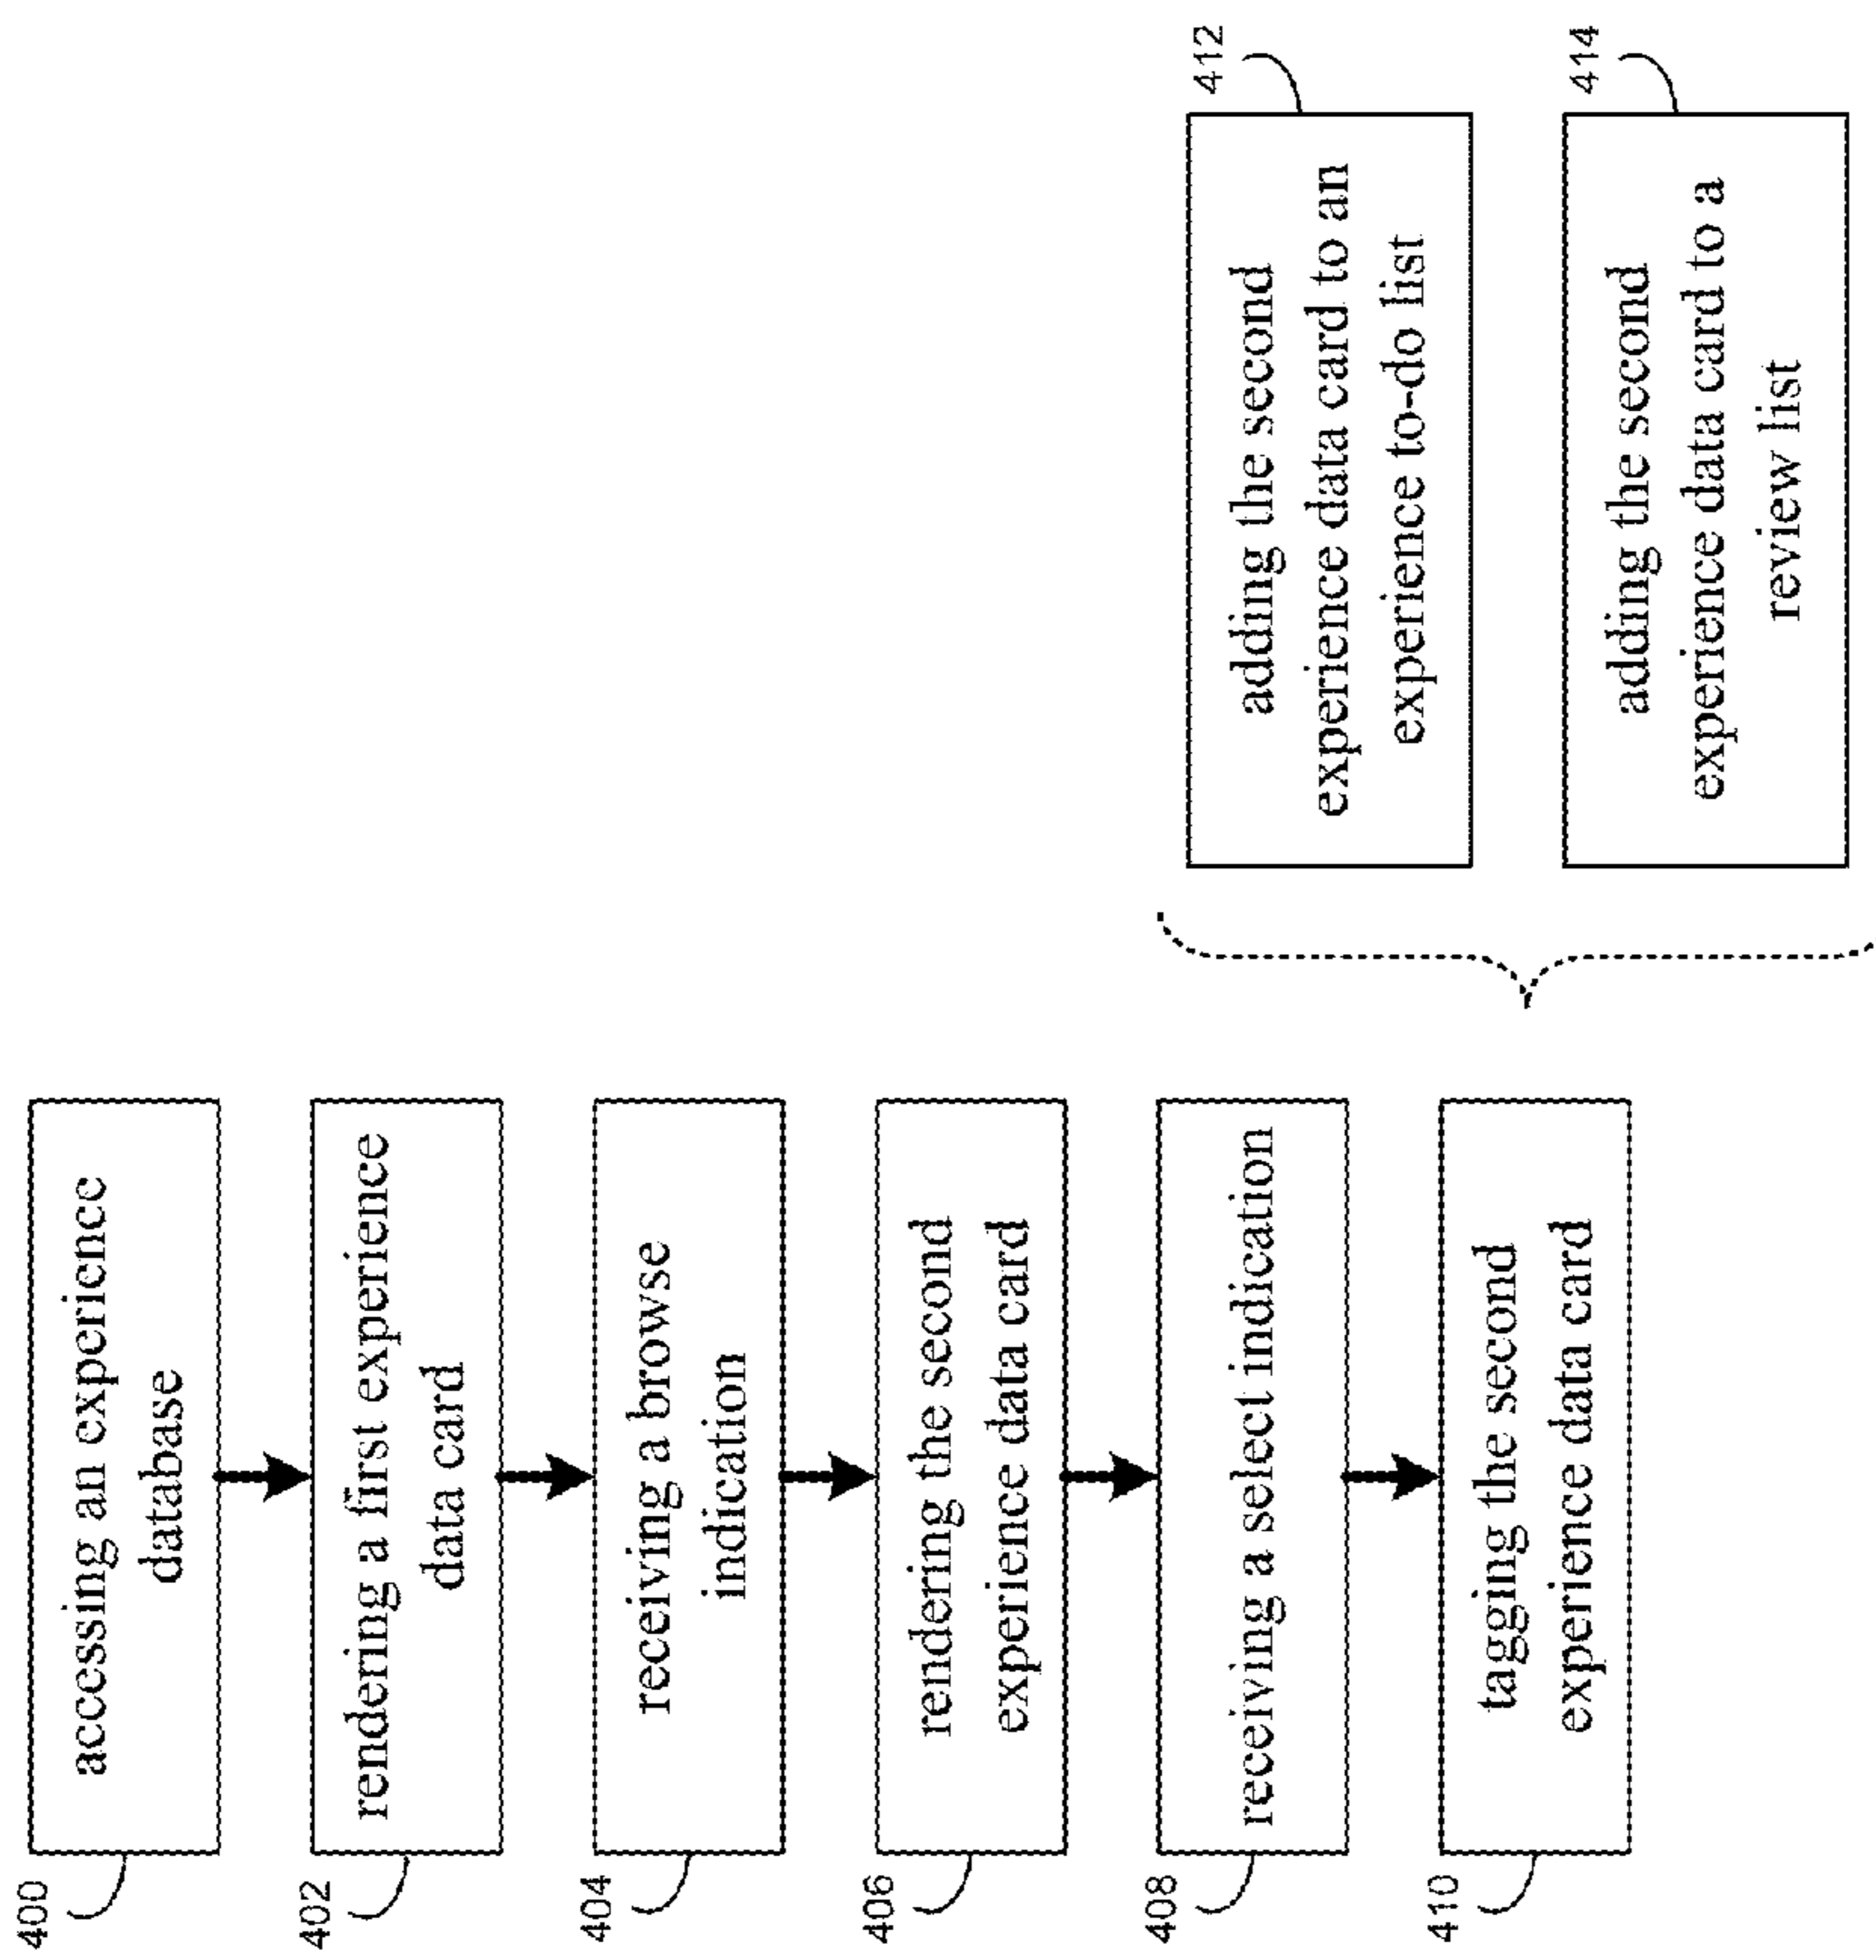 400
accessing an experience
database
402
rendering a first experience
data card
404
receiving a browse
indication
406
rendering the second
experience data card
408
receiving a select indication
410
tagging the second
experience data card
412
adding the second
experience data card to an
experience to-do list
414
adding the second
experience data card to a
review list